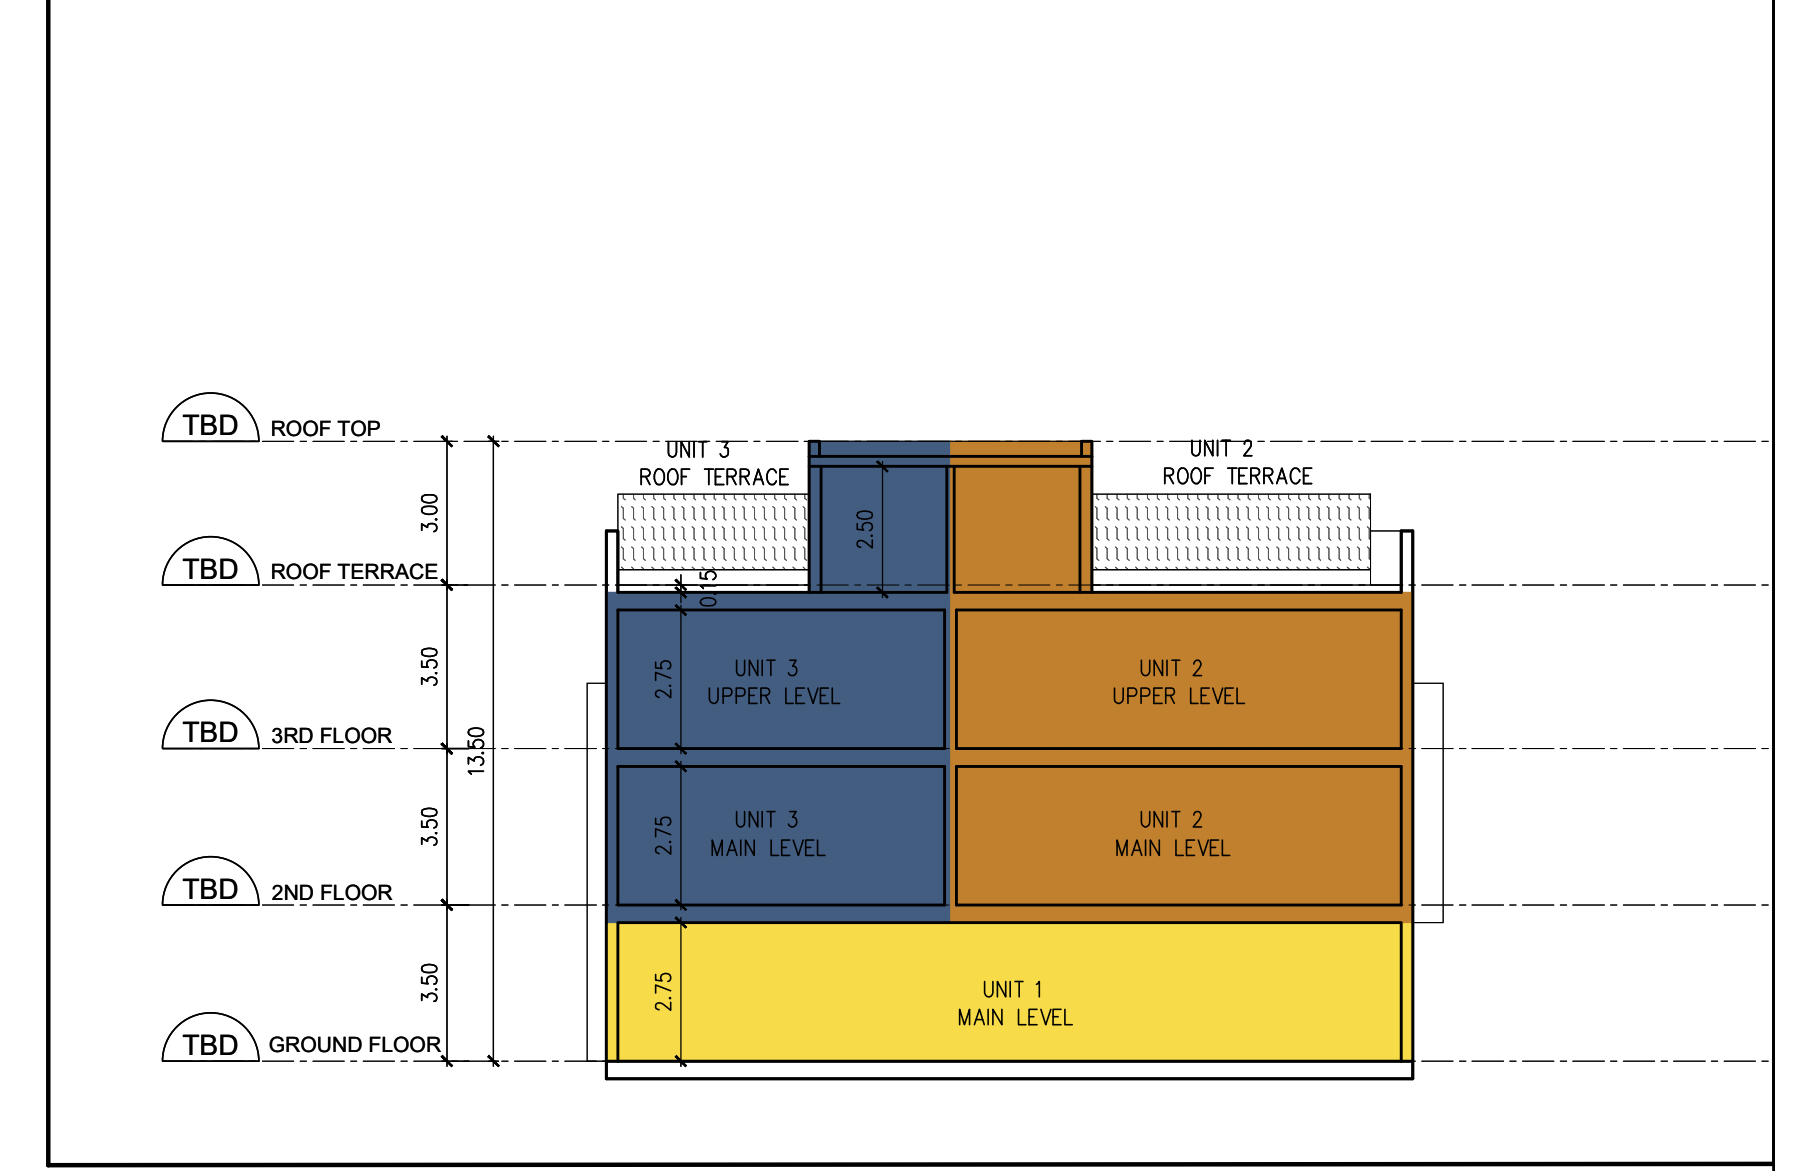 TBD ROOF TOP
UNIT 3
ROOF TERRACE
UNIT 2
ROOF TERRACE
3.00
2.50
TBD ROOF TERRACE
0.15
3.50
2.75
UNIT 3
UPPER LEVEL
UNIT 2
UPPER LEVEL
TBD 3RD FLOOR
13.50
3.50
2.75
UNIT 3
MAIN LEVEL
UNIT 2
MAIN LEVEL
TBD 2ND FLOOR
3.50
2.75
UNIT 1
MAIN LEVEL
TBD GROUND FLOOR